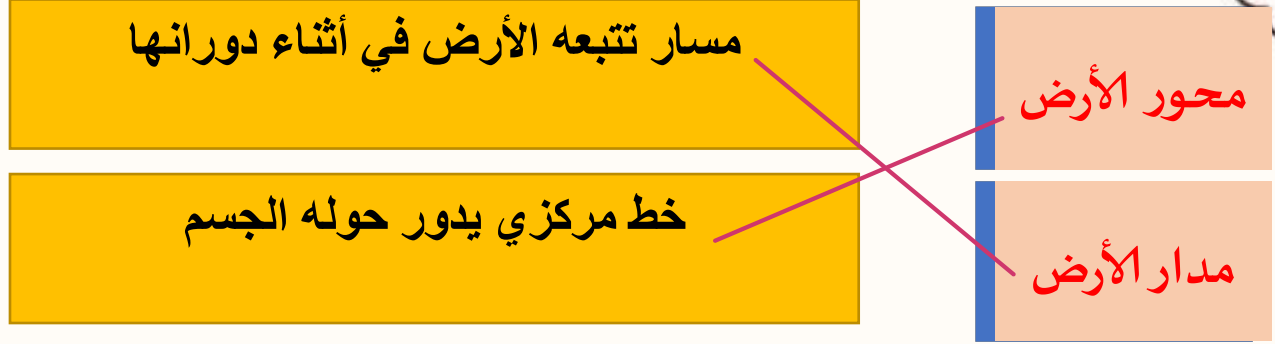 محور الأرض
مسار تتبعه الأرض في أثناء دورانها
مدار الأرض
خط مركزي يدور حوله الجسم